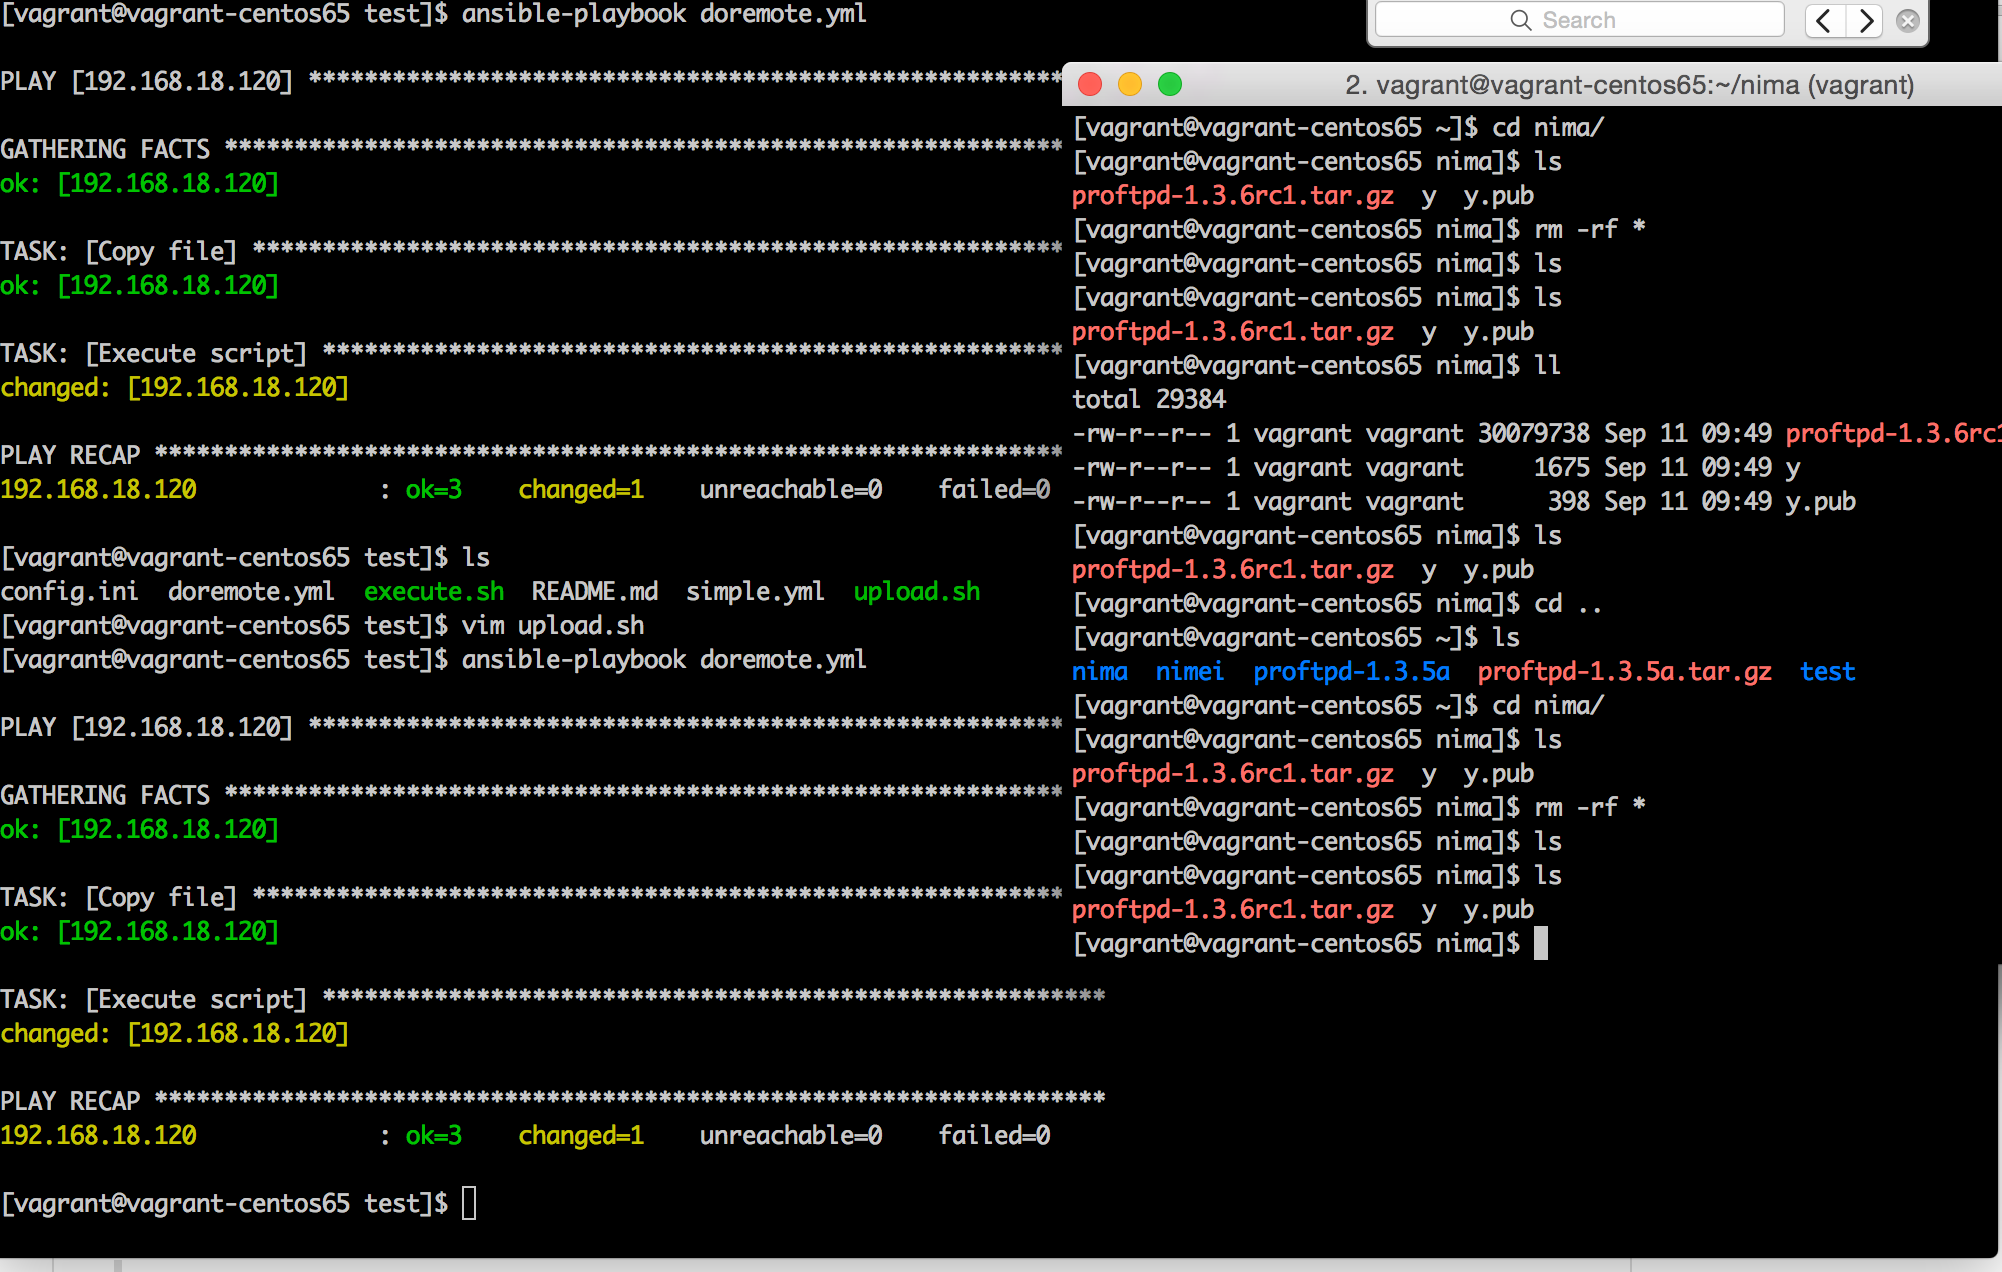 [vagrant@vagrant-centos65 test]$ ansible-playbook doremote.yml
PLAY [192.168.18.120] ******************************************************
GATHERING FACTS ************************************************************
ok: [192.168.18.120]
TASK: [Copy file] **********************************************************
ok: [192.168.18.120]
TASK: [Execute script] *****************************************************
changed: [192.168.18.120]
PLAY RECAP *****************************************************************
192.168.18.120             : ok=3    changed=1    unreachable=0    failed=0
[vagrant@vagrant-centos65 test]$ ls
config.ini  doremote.yml  execute.sh  README.md  simple.yml  upload.sh
[vagrant@vagrant-centos65 test]$ vim upload.sh
[vagrant@vagrant-centos65 test]$ ansible-playbook doremote.yml
PLAY [192.168.18.120] ******************************************************
GATHERING FACTS ************************************************************
ok: [192.168.18.120]
TASK: [Copy file] **********************************************************
ok: [192.168.18.120]
TASK: [Execute script] ********************************************************
changed: [192.168.18.120]
PLAY RECAP ********************************************************************
192.168.18.120             : ok=3    changed=1    unreachable=0    failed=0
[vagrant@vagrant-centos65 test]$
Search
2. vagrant@vagrant-centos65:~/nima (vagrant)
[vagrant@vagrant-centos65 ~]$ cd nima/
[vagrant@vagrant-centos65 nima]$ ls
proftpd-1.3.6rc1.tar.gz  y  y.pub
[vagrant@vagrant-centos65 nima]$ rm -rf *
[vagrant@vagrant-centos65 nima]$ ls
[vagrant@vagrant-centos65 nima]$ ls
proftpd-1.3.6rc1.tar.gz  y  y.pub
[vagrant@vagrant-centos65 nima]$ ll
total 29384
-rw-r--r-- 1 vagrant vagrant 30079738 Sep 11 09:49 proftpd-1.3.6rc1
-rw-r--r-- 1 vagrant vagrant     1675 Sep 11 09:49 y
-rw-r--r-- 1 vagrant vagrant      398 Sep 11 09:49 y.pub
[vagrant@vagrant-centos65 nima]$ ls
proftpd-1.3.6rc1.tar.gz  y  y.pub
[vagrant@vagrant-centos65 nima]$ cd ..
[vagrant@vagrant-centos65 ~]$ ls
nima  nimei  proftpd-1.3.5a  proftpd-1.3.5a.tar.gz  test
[vagrant@vagrant-centos65 ~]$ cd nima/
[vagrant@vagrant-centos65 nima]$ ls
proftpd-1.3.6rc1.tar.gz  y  y.pub
[vagrant@vagrant-centos65 nima]$ rm -rf *
[vagrant@vagrant-centos65 nima]$ ls
[vagrant@vagrant-centos65 nima]$ ls
proftpd-1.3.6rc1.tar.gz  y  y.pub
[vagrant@vagrant-centos65 nima]$